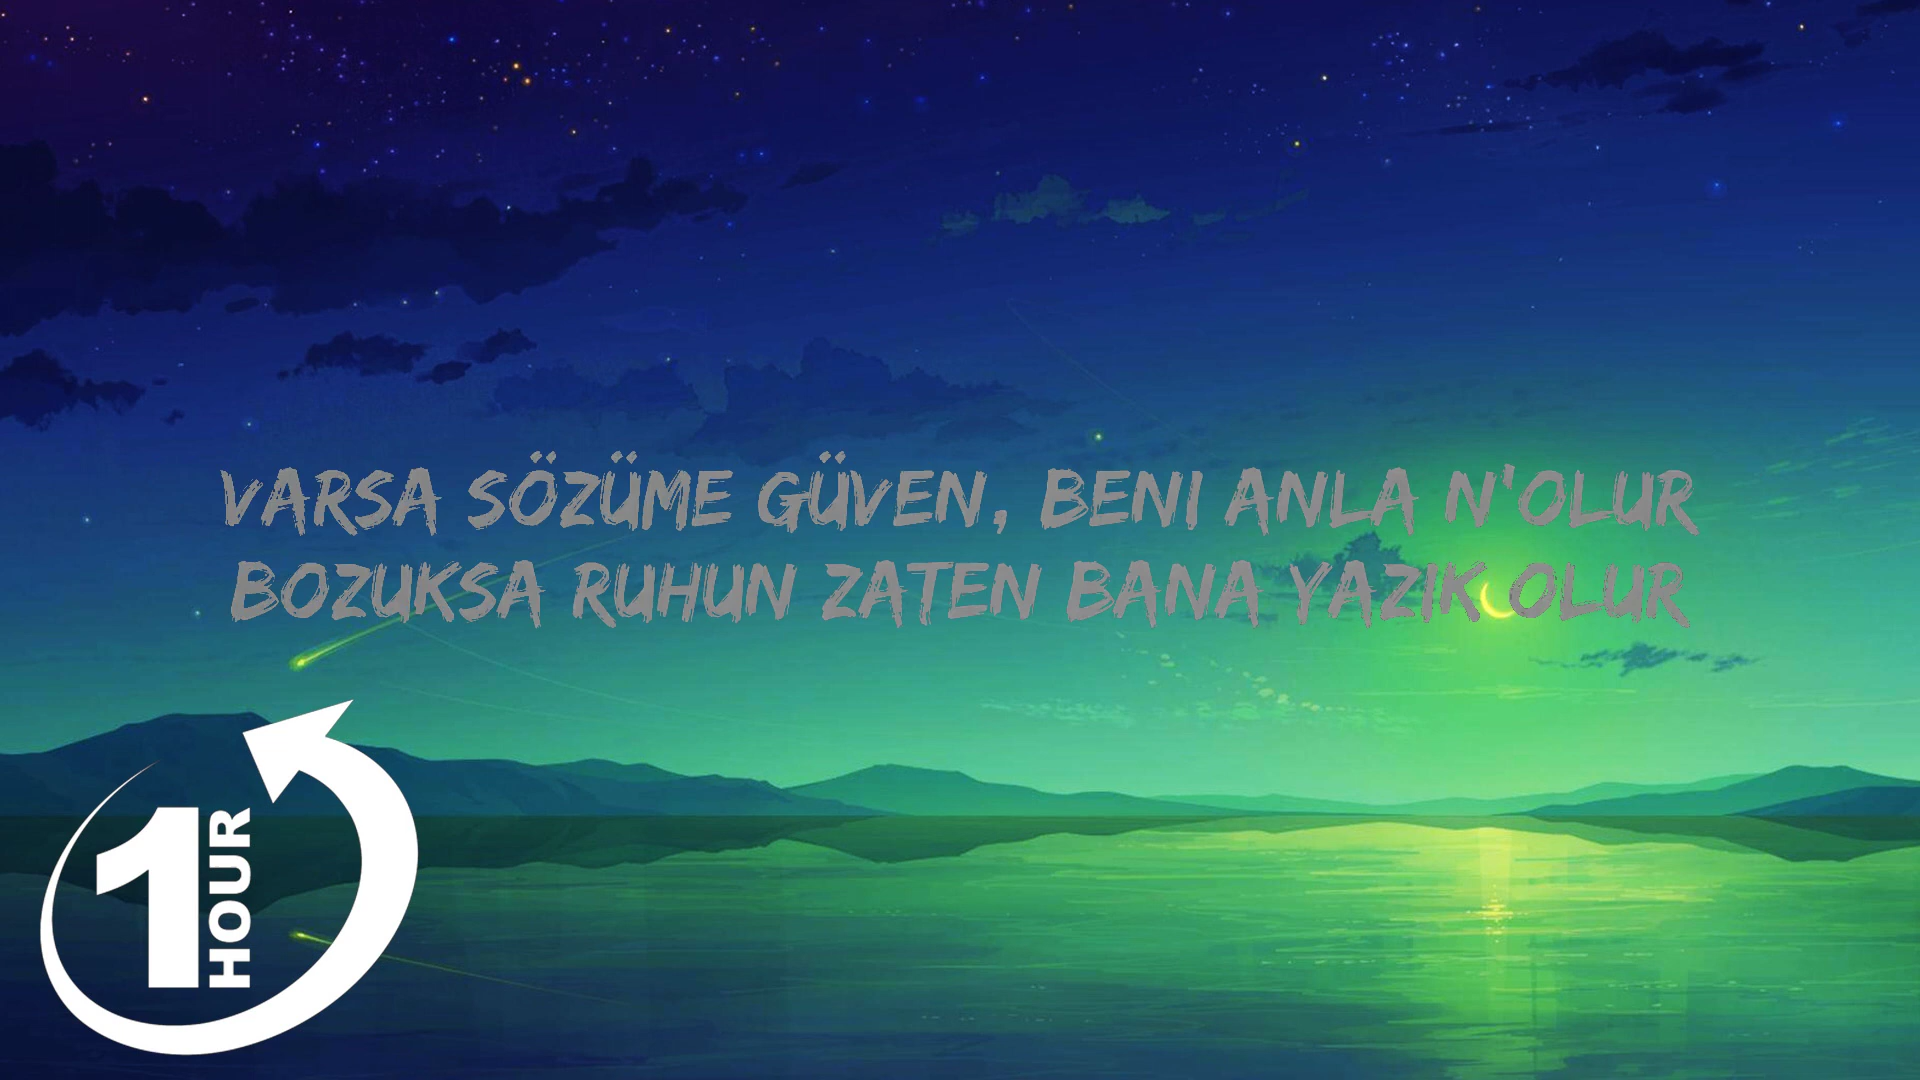 VARSA SÖZÜME GÜVEN, BENI ANLA N'OLUR
BOZUKSA RUHUN ZATEN BANA YAZIK OLUR
1 HOUR